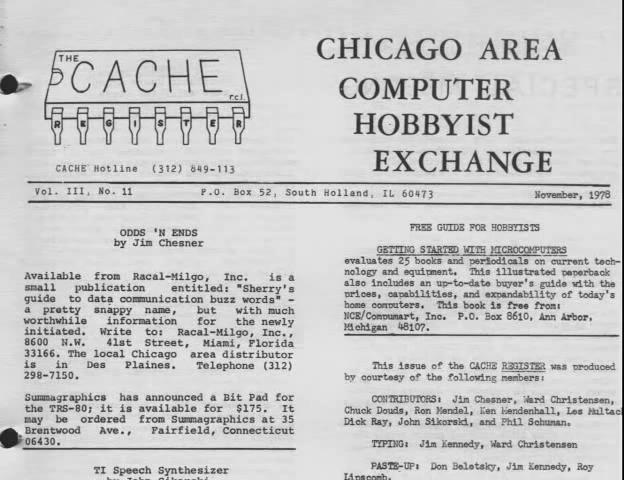 THE
CACHE
r.c.l.
REGISTER
CACHE Hotline (312) 849-113
CHICAGO AREA
COMPUTER
HOBBYIST
EXCHANGE
Vol. III, No. 11 P.O. Box 52, South Holland, IL 60473 November, 1978
ODDS 'N ENDS
by Jim Chesner
Available from Racal-Milgo, Inc. is a
small publication entitled: "Sherry's
guide to data communication buzz words" -
a pretty snappy name, but with much
worthwhile information for the newly
initiated. Write to: Racal-Milgo, Inc.,
8600 N.W. 41st Street, Miami, Florida
33166. The local Chicago area distributor
is in Des Plaines. Telephone (312)
298-7150.
Summagraphics has announced a Bit Pad for
the TRS-80; it is available for $175. It
may be ordered from Summagraphics at 35
Brentwood Ave., Fairfield, Connecticut
06430.
TI Speech Synthesizer
by John Sikorski
FREE GUIDE FOR HOBBYISTS
GETTING STARTED WITH MICROCOMPUTERS
evaluates 25 books and periodicals on current tech-
nology and equipment. This illustrated paperback
also includes an up-to-date buyer's guide with the
prices, capabilities, and expandability of today's
home computers. This book is free from:
NCE/Compumart, Inc. P.O. Box 8610, Ann Arbor,
Michigan 48107.
This issue of the CACHE REGISTER was produced
by courtesy of the following members:
CONTRIBUTORS: Jim Chesner, Ward Christensen,
Chuck Douds, Ron Mendel, Ken Mendenhall, Les Multac
Dick Ray, John Sikorski, and Phil Schuman.
TYPING: Jim Kennedy, Ward Christensen
PASTE-UP: Don Beletsky, Jim Kennedy, Roy
Lipscomb.